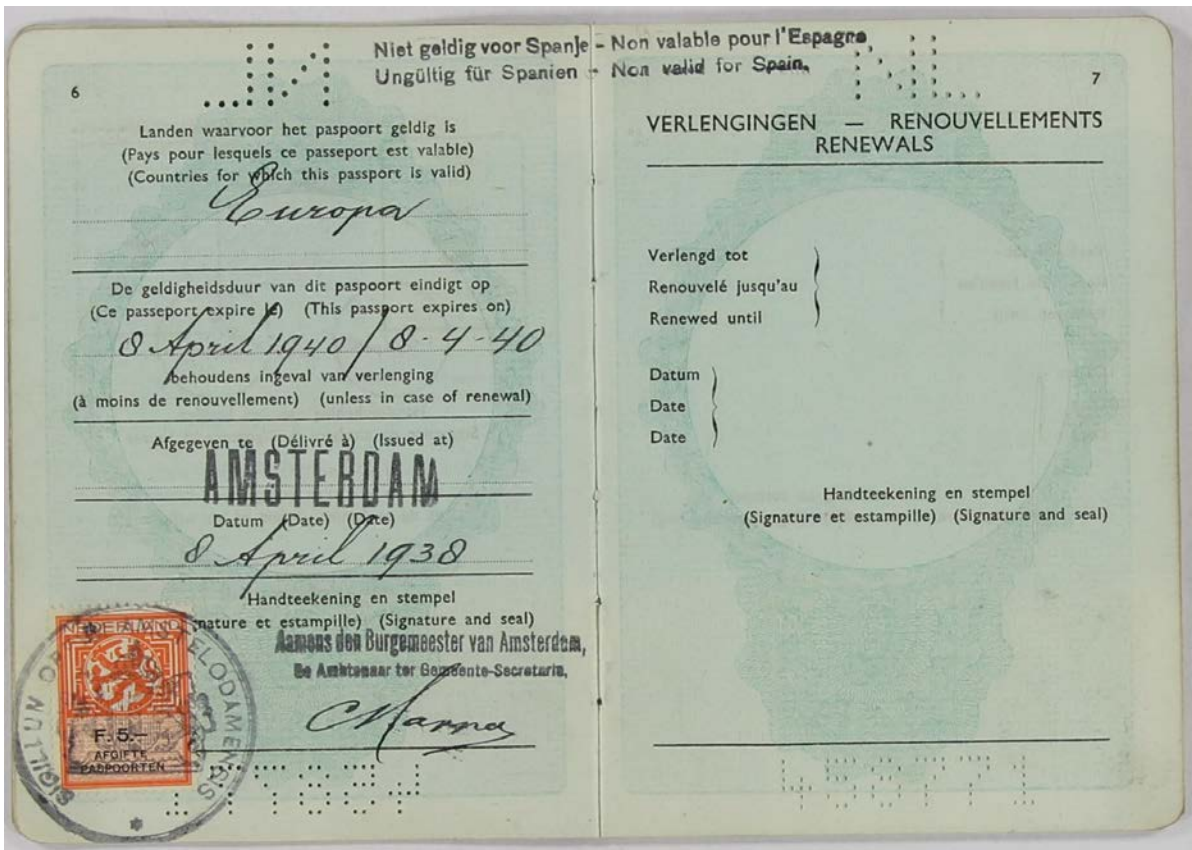 Niet geldig voor Spanje - Non valable pour l'Espagne
Ungültig für Spanien - Non valid for Spain.
NL.
6
Landen waarvoor het paspoort geldig is
(Pays pour lesquels ce passeport est valable)
(Countries for which this passport is valid)
Europa
De geldigheidsduur van dit paspoort eindigt op
(Ce passeport expire le) (This passport expires on)
8 April 1940 / 8-4-40
behoudens ingeval van verlenging
(à moins de renouvellement) (unless in case of renewal)
Afgegeven te (Délivré à) (Issued at)
AMSTERDAM
Datum (Date) (Date)
8 April 1938
Handteekening en stempel
(Signature et estampille) (Signature and seal)
Namens den Burgemeester van Amsterdam,
De Ambtenaar ter Gemeente-Secretarie,
NEDERLAND
F. 5.-
AFGIFTE
PASPOORTEN
NL.
7
VERLENGINGEN — RENOUVELLEMENTS
RENEWALS
Verlengd tot
Renouvelé jusqu'au
Renewed until
Datum
Date
Date
Handteekening en stempel
(Signature et estampille) (Signature and seal)